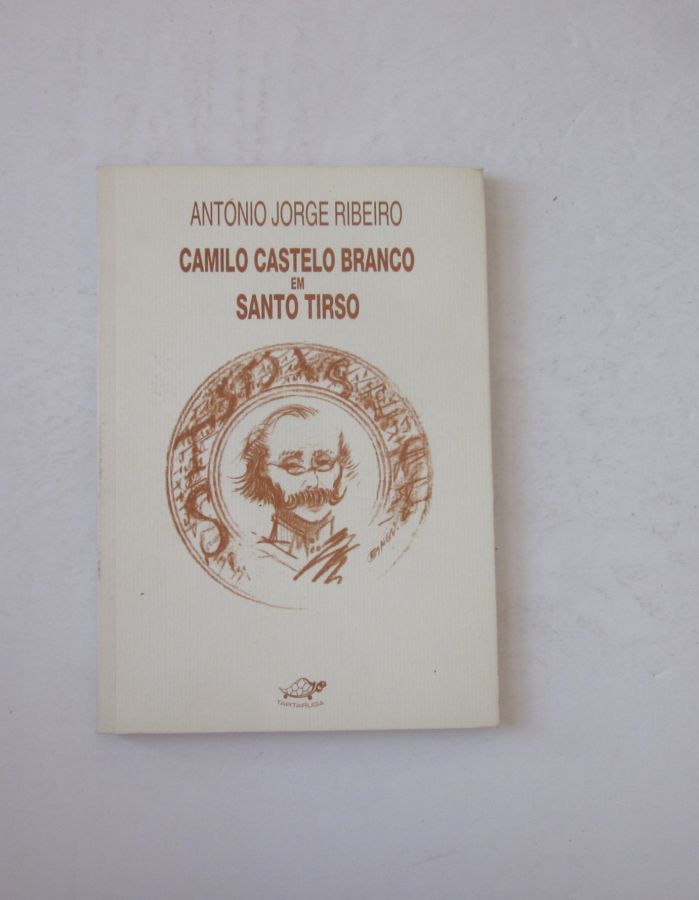 ANTÓNIO JORGE RIBEIRO
CAMILO CASTELO BRANCO
EM
SANTO TIRSO
TARTARUGA